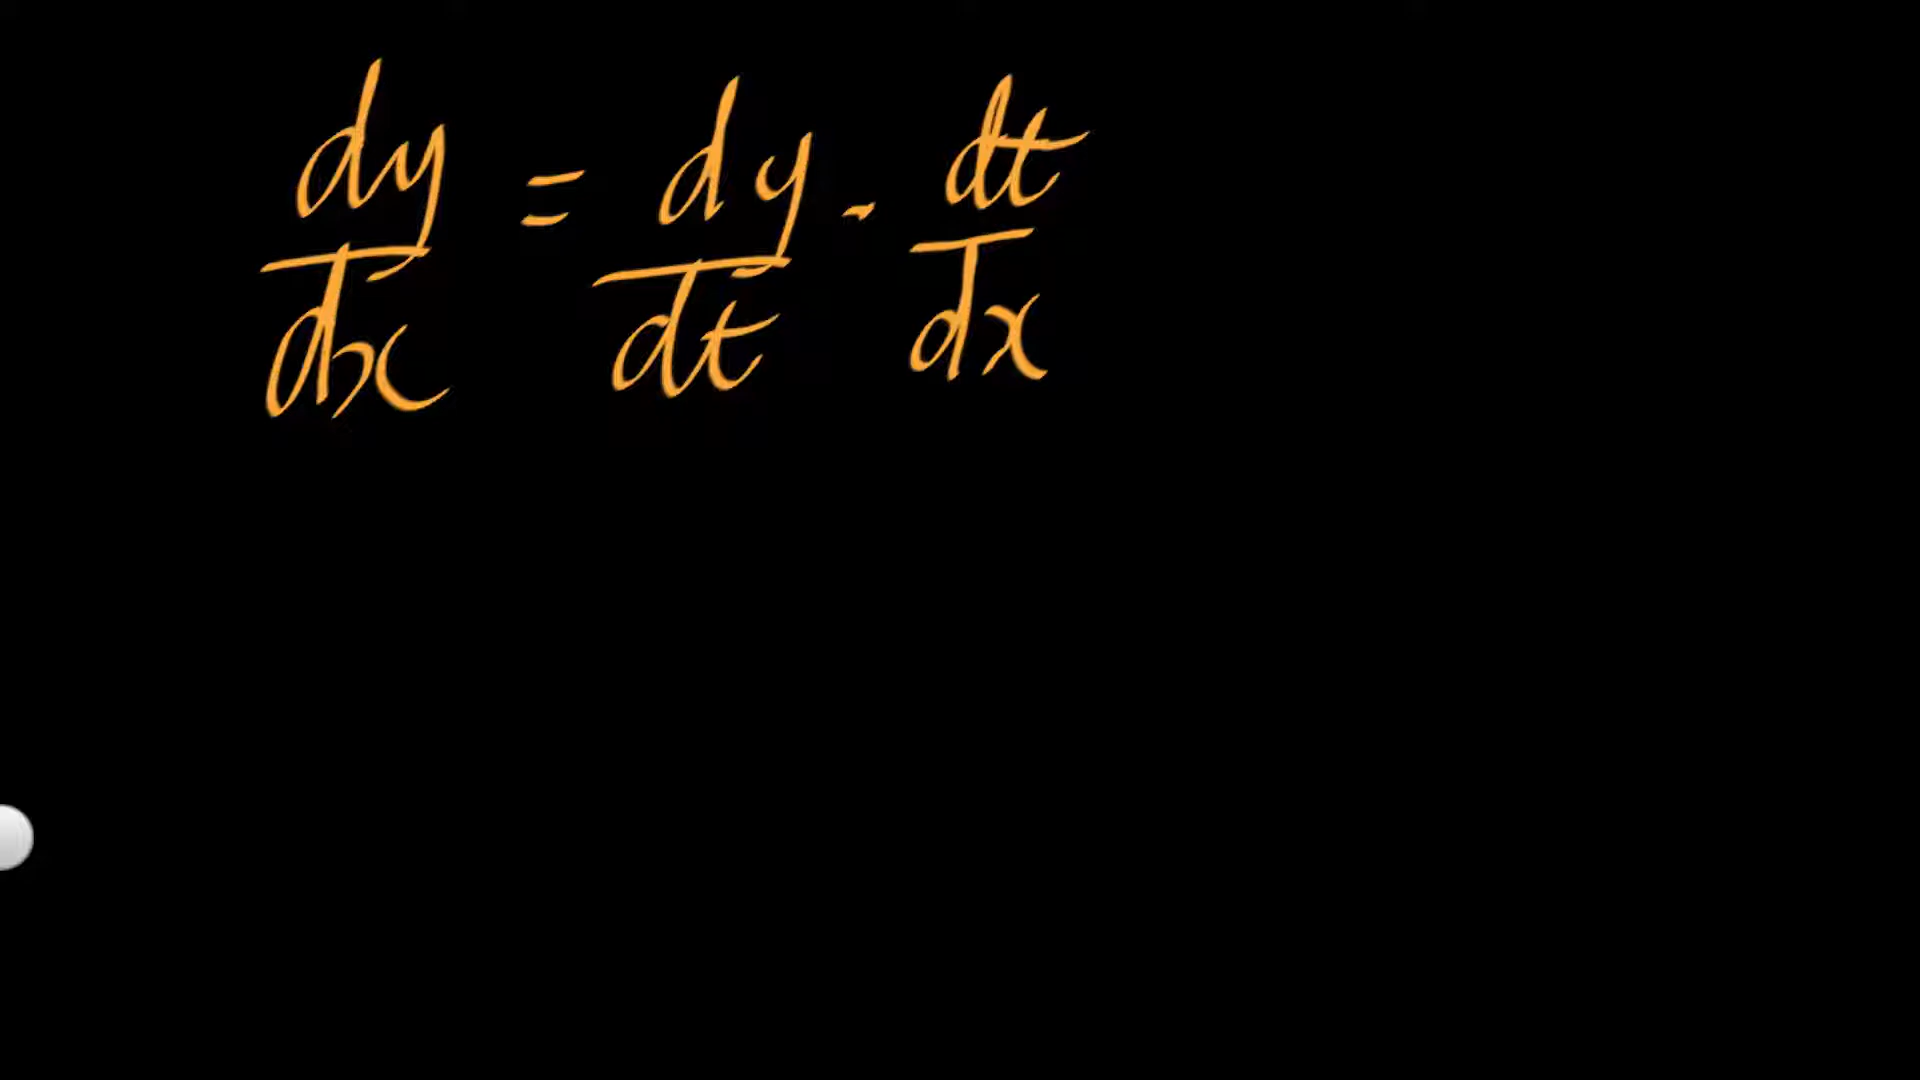 dy/dx = dy/dt . dt/dx